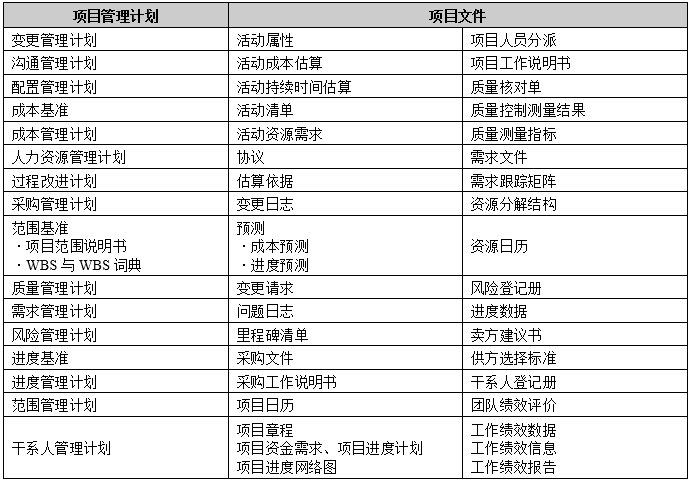 项目管理计划 项目文件
变更管理计划 活动属性 项目人员分派
沟通管理计划 活动成本估算 项目工作说明书
配置管理计划 活动持续时间估算 质量核对单
成本基准 活动清单 质量控制测量结果
成本管理计划 活动资源需求 质量测量指标
人力资源管理计划 协议 需求文件
过程改进计划 估算依据 需求跟踪矩阵
采购管理计划 变更日志 资源分解结构
范围基准 预测
·项目范围说明书 ·成本预测 资源日历
·WBS 与 WBS 词典 ·进度预测
质量管理计划 变更请求 风险登记册
需求管理计划 问题日志 进度数据
风险管理计划 里程碑清单 卖方建议书
进度基准 采购文件 供方选择标准
进度管理计划 采购工作说明书 干系人登记册
范围管理计划 项目日历 团队绩效评价
项目章程 工作绩效数据
干系人管理计划 项目资金需求、项目进度计划 工作绩效信息
项目进度网络图 工作绩效报告